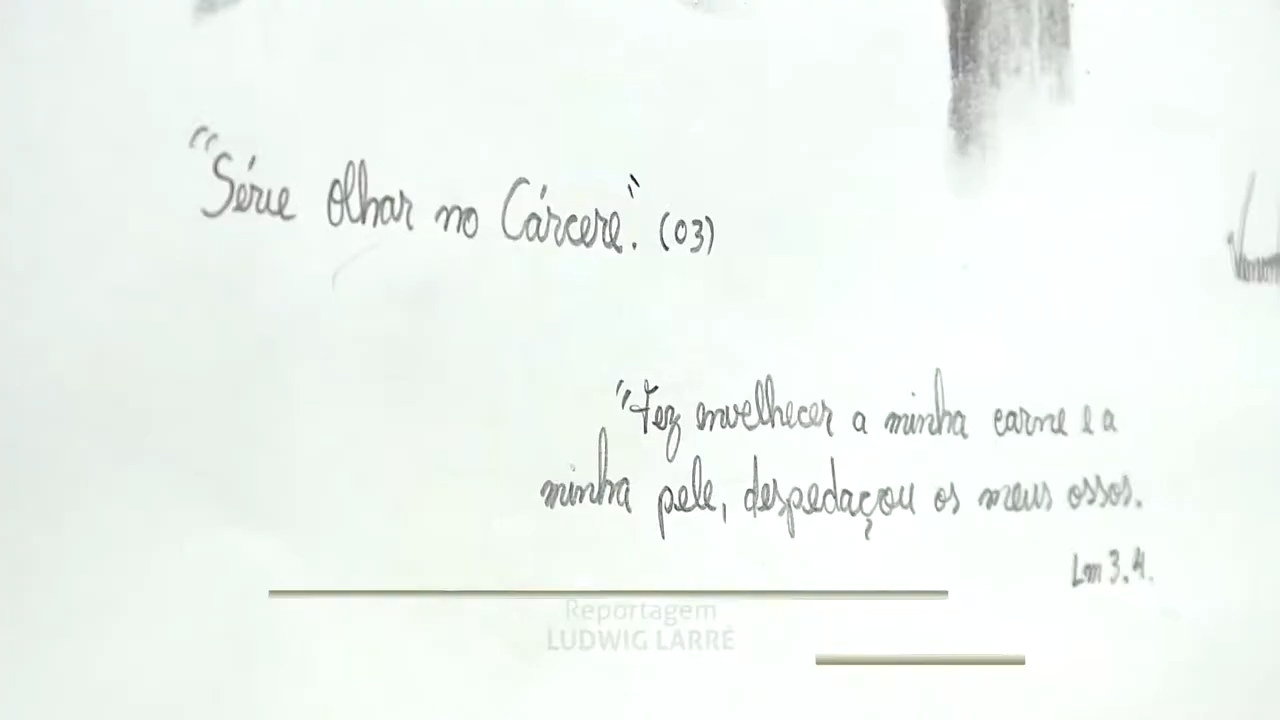 "Série Olhar no Cárcere." (03)
"Fez envelhecer a minha carne e a
minha pele, despedaçou os meus ossos.
Lm 3.4.
Reportagem
LUDWIG LARRÉ